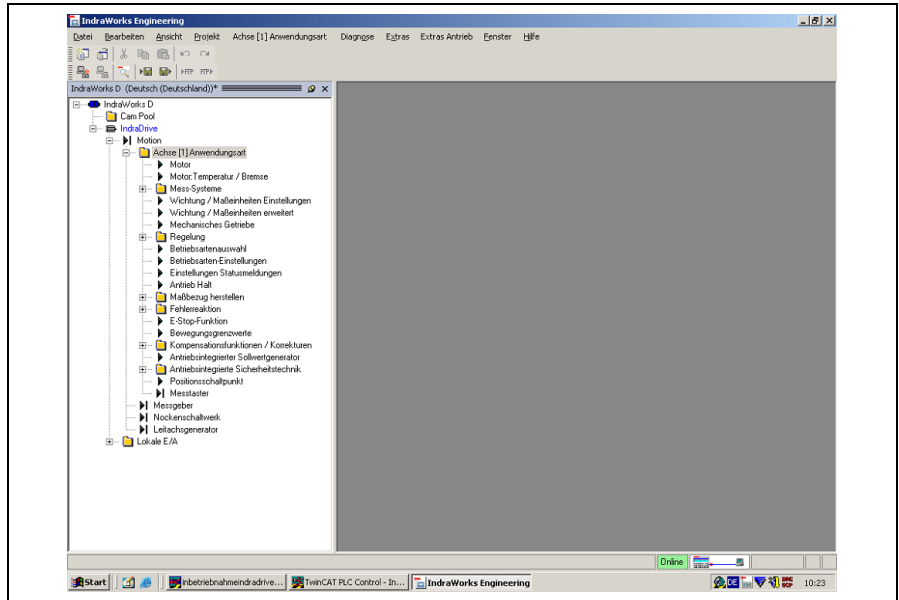 IndraWorks Engineering
Datei Bearbeiten Ansicht Projekt Achse [1] Anwendungsart Diagnose Extras Extras Antrieb Fenster Hilfe
FTP FTP
IndraWorks D (Deutsch (Deutschland))*
IndraWorks D
Cam Pool
IndraDrive
Motion
Achse [1] Anwendungsart
Motor
Motor:Temperatur / Bremse
Mess-Systeme
Wichtung / Maßeinheiten Einstellungen
Wichtung / Maßeinheiten erweitert
Mechanisches Getriebe
Regelung
Betriebsartenauswahl
Betriebsarten-Einstellungen
Einstellungen Statusmeldungen
Antrieb Halt
Maßbezug herstellen
Fehlerreaktion
E-Stop-Funktion
Bewegungsgrenzwerte
Kompensationsfunktionen / Korrekturen
Antriebsintegrierter Sollwertgenerator
Antriebsintegrierte Sicherheitstechnik
Positionsschaltpunkt
Messtaster
Messgeber
Nockenschaltwerk
Leitachsgenerator
Lokale E/A
Online
Start inbetriebnahmeindradrive... TwinCAT PLC Control - In... IndraWorks Engineering DE 10:23